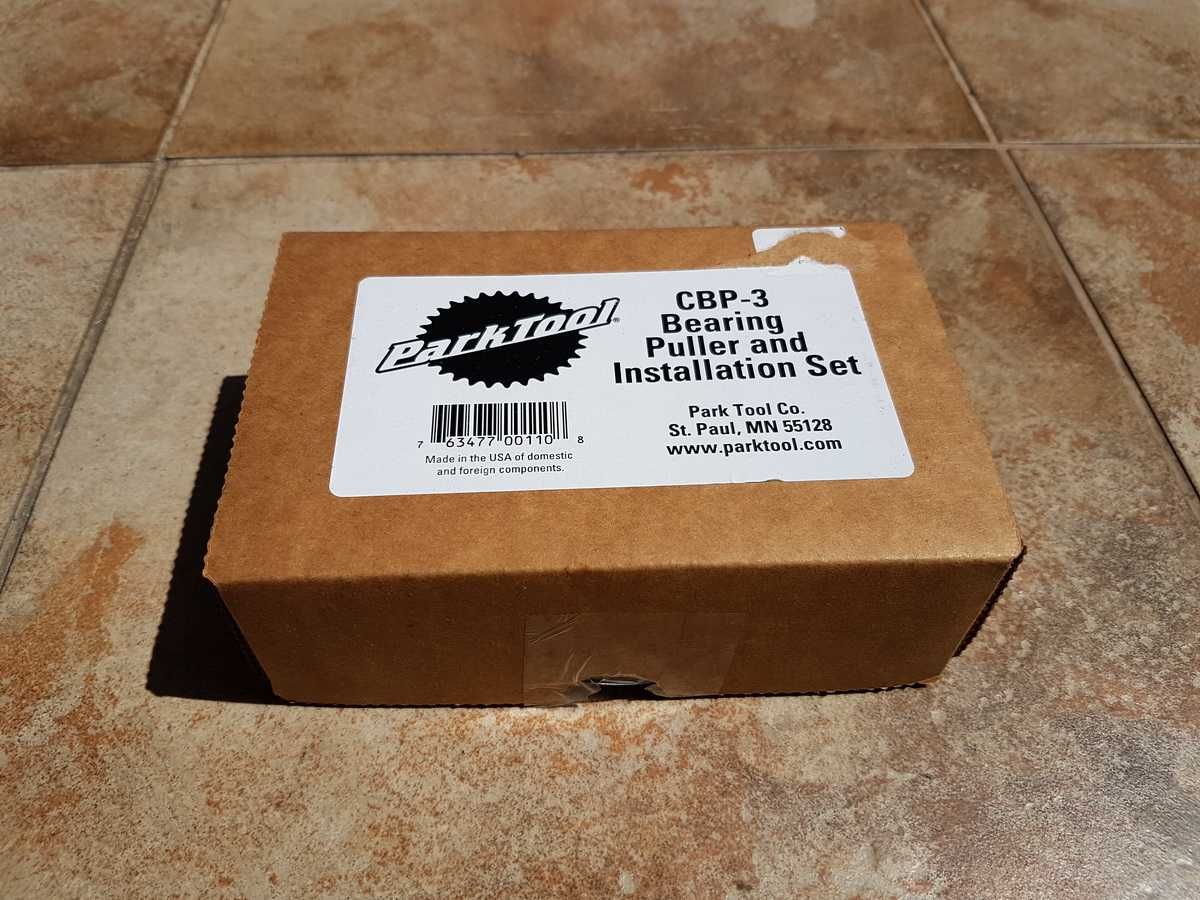 ParkTool®
CBP-3
Bearing
Puller and
Installation Set
7 63477 00110 8
Made in the USA of domestic
and foreign components.
Park Tool Co.
St. Paul, MN 55128
www.parktool.com